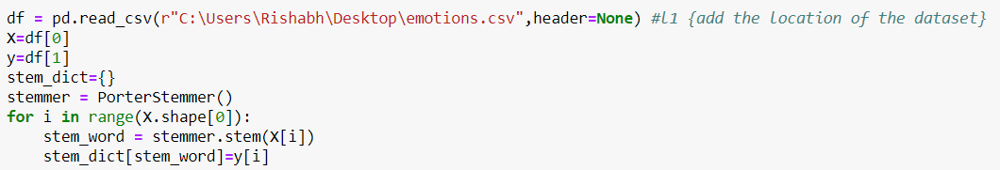 df = pd.read_csv(r"C:\Users\Rishabh\Desktop\emotions.csv",header=None) #l1 {add the location of the dataset}
X=df[0]
y=df[1]
stem_dict={}
stemmer = PorterStemmer()
for i in range(X.shape[0]):
    stem_word = stemmer.stem(X[i])
    stem_dict[stem_word]=y[i]